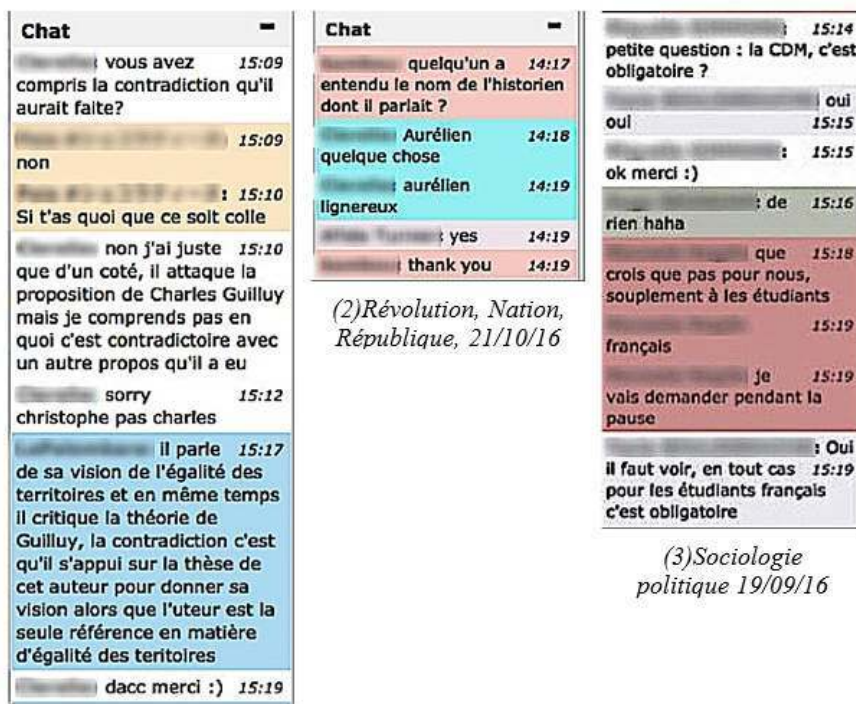 Chat
: vous avez 15:09
compris la contradiction qu'il
aurait faite?
15:09
non
: 15:10
Si t'as quoi que ce soit colle
non j'ai juste 15:10
que d'un coté, il attaque la
proposition de Charles Guilluy
mais je comprends pas en
quoi c'est contradictoire avec
un autre propos qu'il a eu
sorry 15:12
christophe pas charles
il parle 15:17
de sa vision de l'égalité des
territoires et en même temps
il critique la théorie de
Guilluy, la contradiction c'est
qu'il s'appui sur la thèse de
cet auteur pour donner sa
vision alors que l'uteur est la
seule référence en matière
d'égalité des teritoires
dacc merci :) 15:19
Chat
quelqu'un a 14:17
entendu le nom de l'historien
dont il parlait ?
: Aurélien 14:18
quelque chose
: aurélien 14:19
lignereux
: yes 14:19
: thank you 14:19
(2)Révolution, Nation,
République, 21/10/16
: 15:14
petite question : la CDM, c'est
obligatoire ?
: oui
oui 15:15
: 15:15
ok merci :)
: de 15:16
rien haha
: que 15:18
crois que pas pour nous,
souplement à les étudiants
15:19
français
: je 15:19
vais demander pendant la
pause
: Oui
il faut voir, en tout cas 15:19
pour les étudiants français
c'est obligatoire
(3)Sociologie
politique 19/09/16